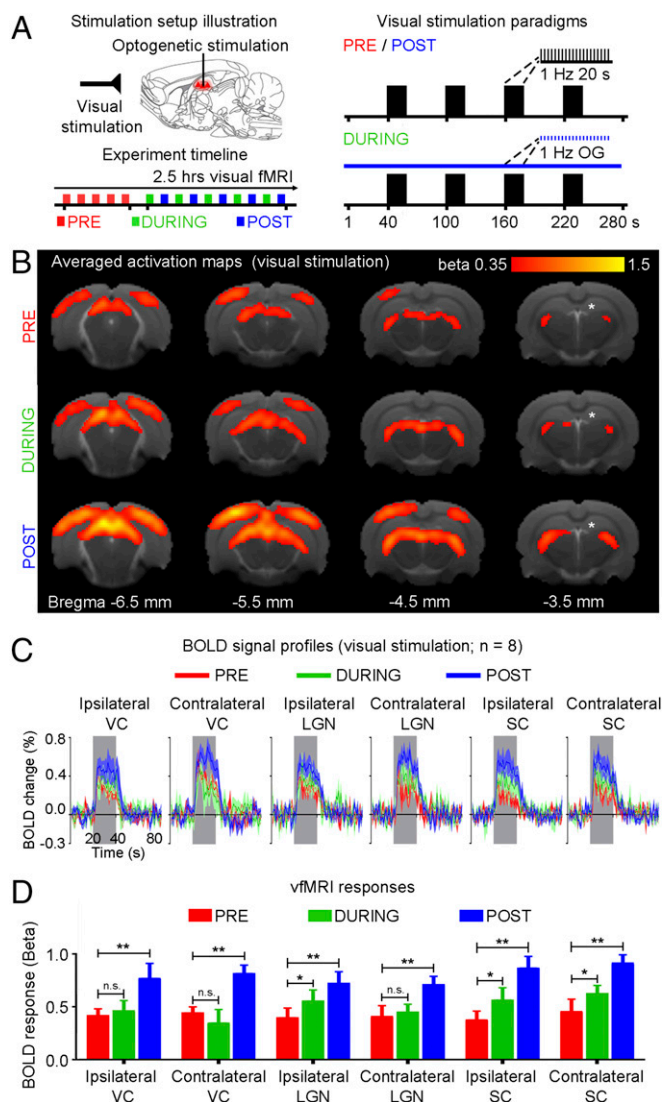 A
Stimulation setup illustration
Optogenetic stimulation
Visual
stimulation
Experiment timeline
2.5 hrs visual fMRI
PRE DURING POST
Visual stimulation paradigms
PRE / POST
1 Hz 20 s
DURING
1 Hz OG
1 40 100 160 220 280 s
B
Averaged activation maps (visual stimulation)
beta 0.35 1.5
PRE
*
DURING
*
POST
*
Bregma -6.5 mm -5.5 mm -4.5 mm -3.5 mm
C
BOLD signal profiles (visual stimulation; n = 8)
PRE DURING POST
Ipsilateral Contralateral Ipsilateral Contralateral Ipsilateral Contralateral
VC VC LGN LGN SC SC
BOLD change (%)
0.8
0.4
0.0
-0.3
20 40 80
Time (s)
D
vfMRI responses
PRE DURING POST
BOLD response (Beta)
1.0
0.5
0.0
** ** ** ** ** **
n.s. n.s. * n.s. * *
Ipsilateral Contralateral Ipsilateral Contralateral Ipsilateral Contralateral
VC VC LGN LGN SC SC